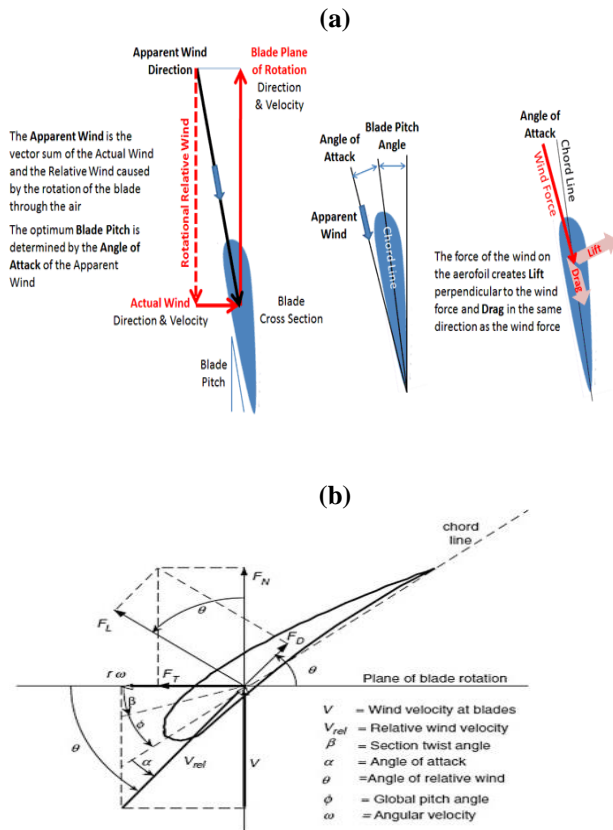 (a)
Apparent Wind
Direction
Blade Plane
of Rotation
Direction
& Velocity
The Apparent Wind is the
vector sum of the Actual Wind
and the Relative Wind caused
by the rotation of the blade
through the air
The optimum Blade Pitch is
determined by the Angle of
Attack of the Apparent
Wind
Rotational Relative Wind
Actual Wind
Direction & Velocity
Blade
Cross Section
Blade
Pitch
Angle of
Attack
Blade Pitch
Angle
Apparent
Wind
Chord Line
Angle of
Attack
Chord Line
Wind Force
Lift
Drag
The force of the wind on
the aerofoil creates Lift
perpendicular to the wind
force and Drag in the same
direction as the wind force
(b)
chord
line
F_N
θ
F_L
F_D
θ
r ω
F_T
Plane of blade rotation
β
ϕ
θ
α
V_rel
V
V = Wind velocity at blades
V_rel = Relative wind velocity
β = Section twist angle
α = Angle of attack
θ =Angle of relative wind
ϕ = Global pitch angle
ω = Angular velocity